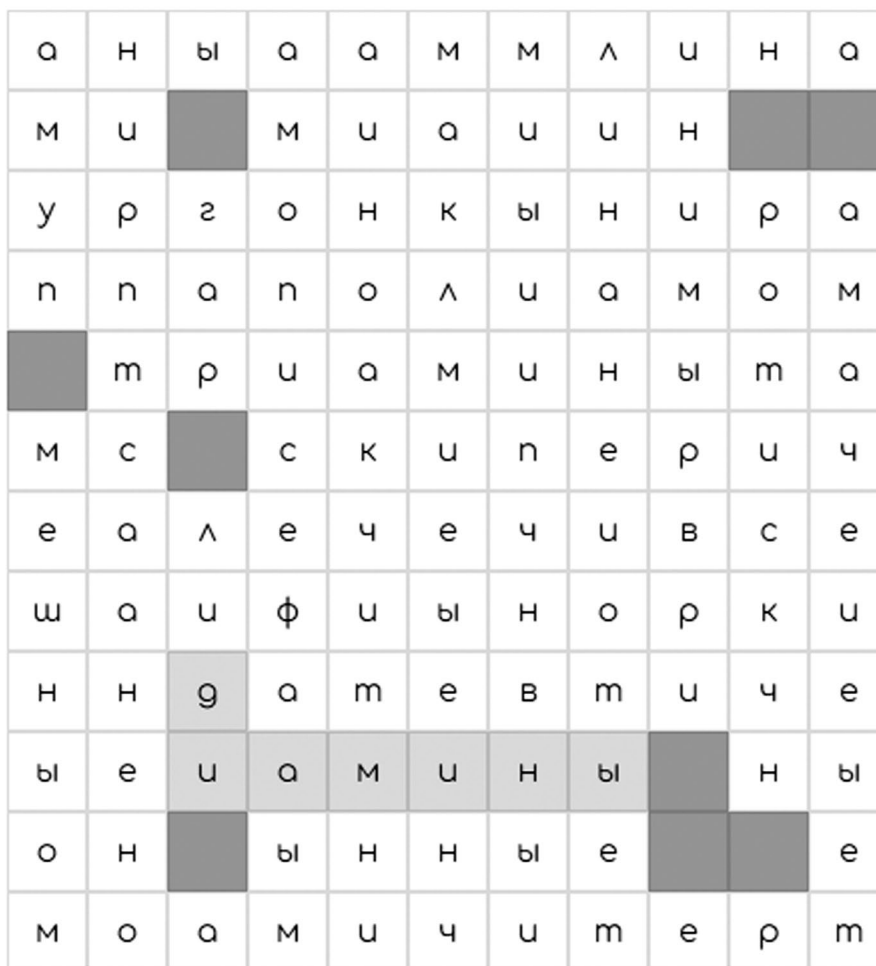 а н ы а а м м л и н а
м и м и а и и н
у р г о н к ы н и р а
п п а п о л и а м о м
т р и а м и н ы т а
м с с к и п е р и ч
е а л е ч е ч и в с е
ш а и ф и ы н о р к и
н н д а т е в т и ч е
ы е и а м и н ы н ы
о н ы н н ы е е
м о а м и ч и т е р т